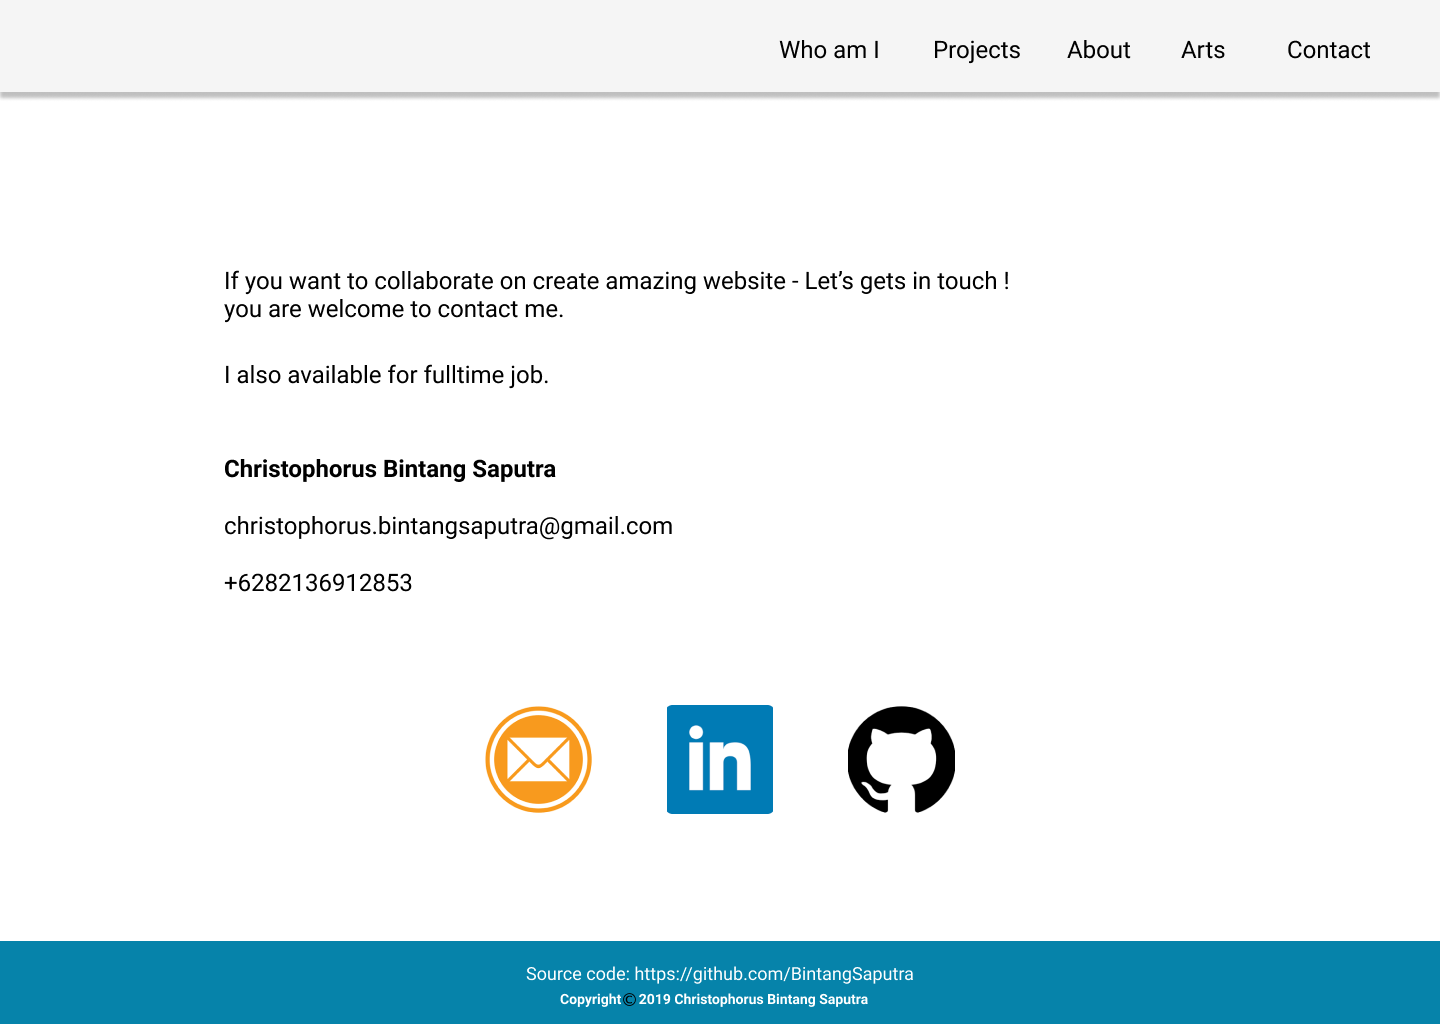 Who am I Projects About Arts Contact
If you want to collaborate on create amazing website - Let’s gets in touch !
you are welcome to contact me.
I also available for fulltime job.
Christophorus Bintang Saputra
christophorus.bintangsaputra@gmail.com
+6282136912853
in
Source code: https://github.com/BintangSaputra
Copyright © 2019 Christophorus Bintang Saputra